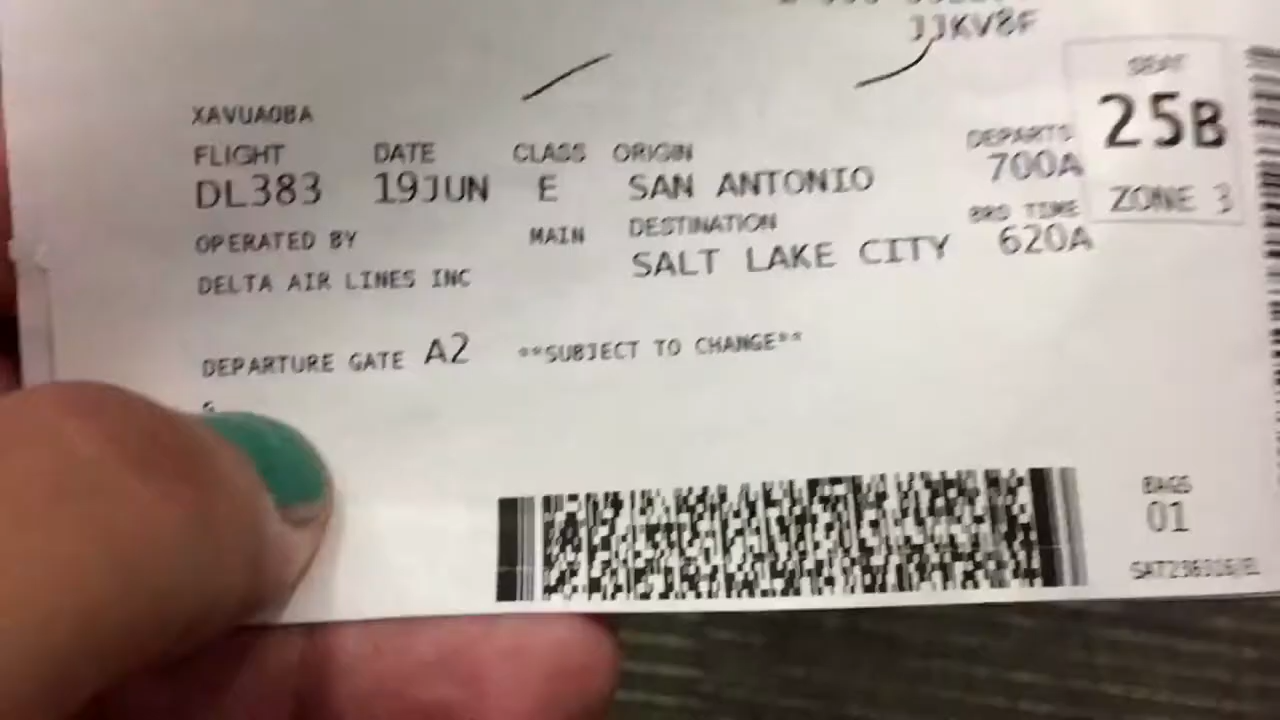 JJKV8F
SEAT
25B
ZONE 3
XAVUA0BA
FLIGHT DATE CLASS ORIGIN DEPARTS
DL383 19JUN E SAN ANTONIO 700A
OPERATED BY MAIN DESTINATION BRD TIME
DELTA AIR LINES INC SALT LAKE CITY 620A
DEPARTURE GATE A2 **SUBJECT TO CHANGE**
BAGS
01